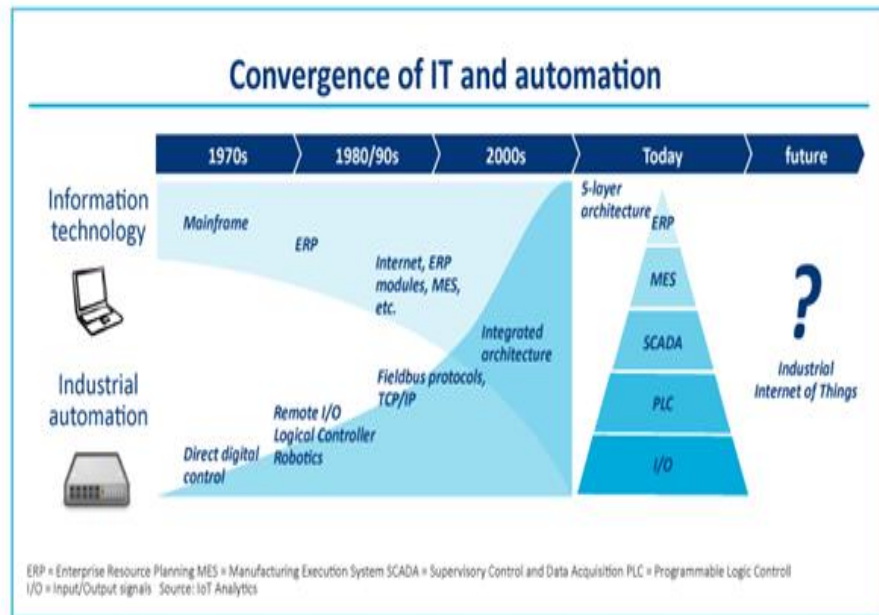 Convergence of IT and automation
1970s
1980/90s
2000s
Today
future
Information
technology
Industrial
automation
Mainframe
ERP
Internet, ERP
modules, MES,
etc.
Integrated
architecture
Fieldbus protocols,
TCP/IP
Remote I/O
Logical Controller
Robotics
Direct digital
control
5-layer
architecture
ERP
MES
SCADA
PLC
I/O
?
Industrial
Internet of Things
ERP = Enterprise Resource Planning MES = Manufacturing Execution System SCADA = Supervisory Control and Data Acquisition PLC = Programmable Logic Controll
I/O = Input/Output signals Source: IoT Analytics